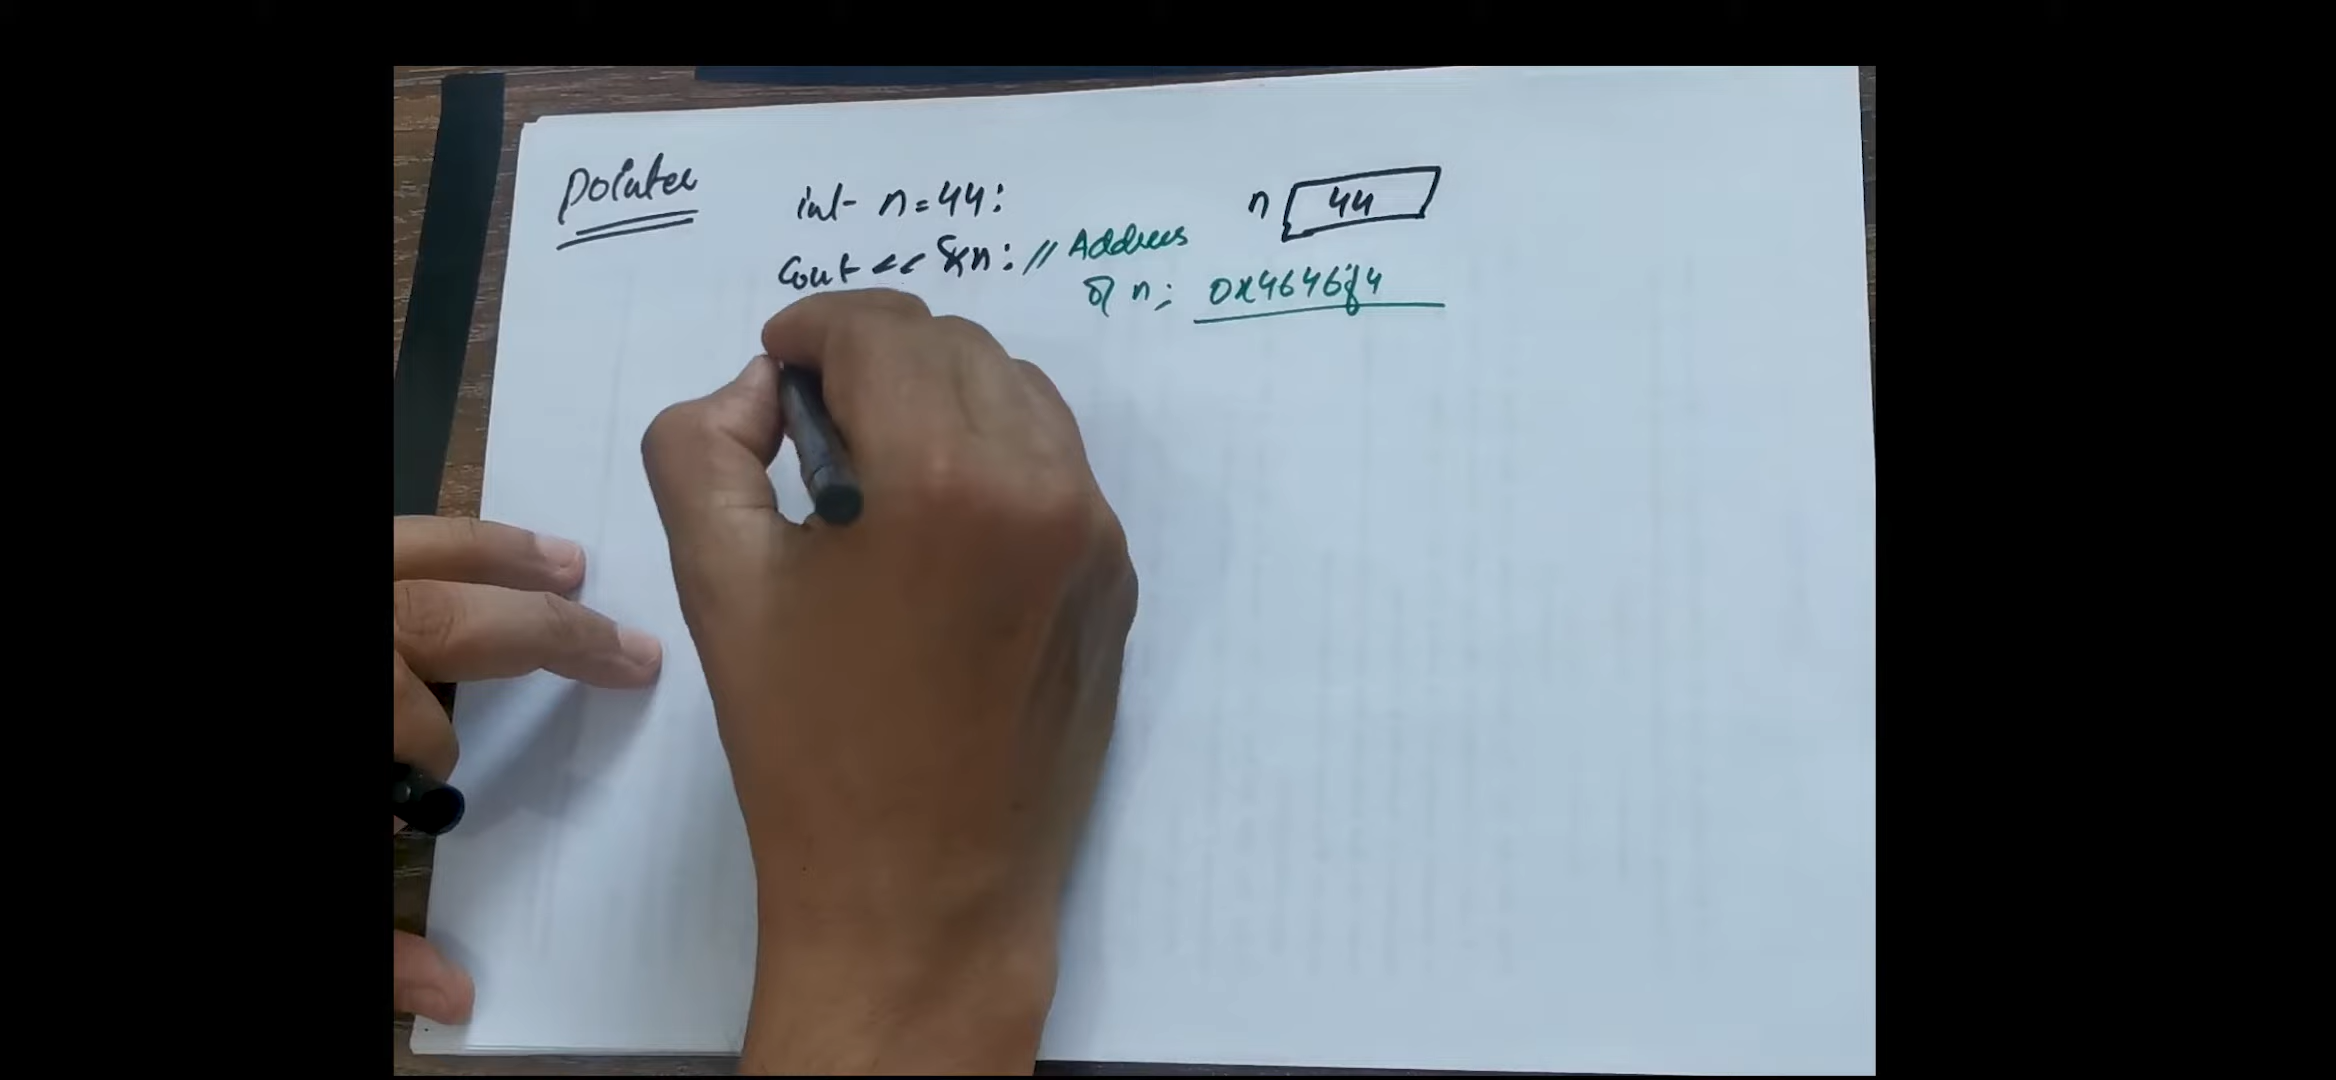 Pointer
int n = 44;
cout << &n; // Address
of n; 0x4646f4
n 44